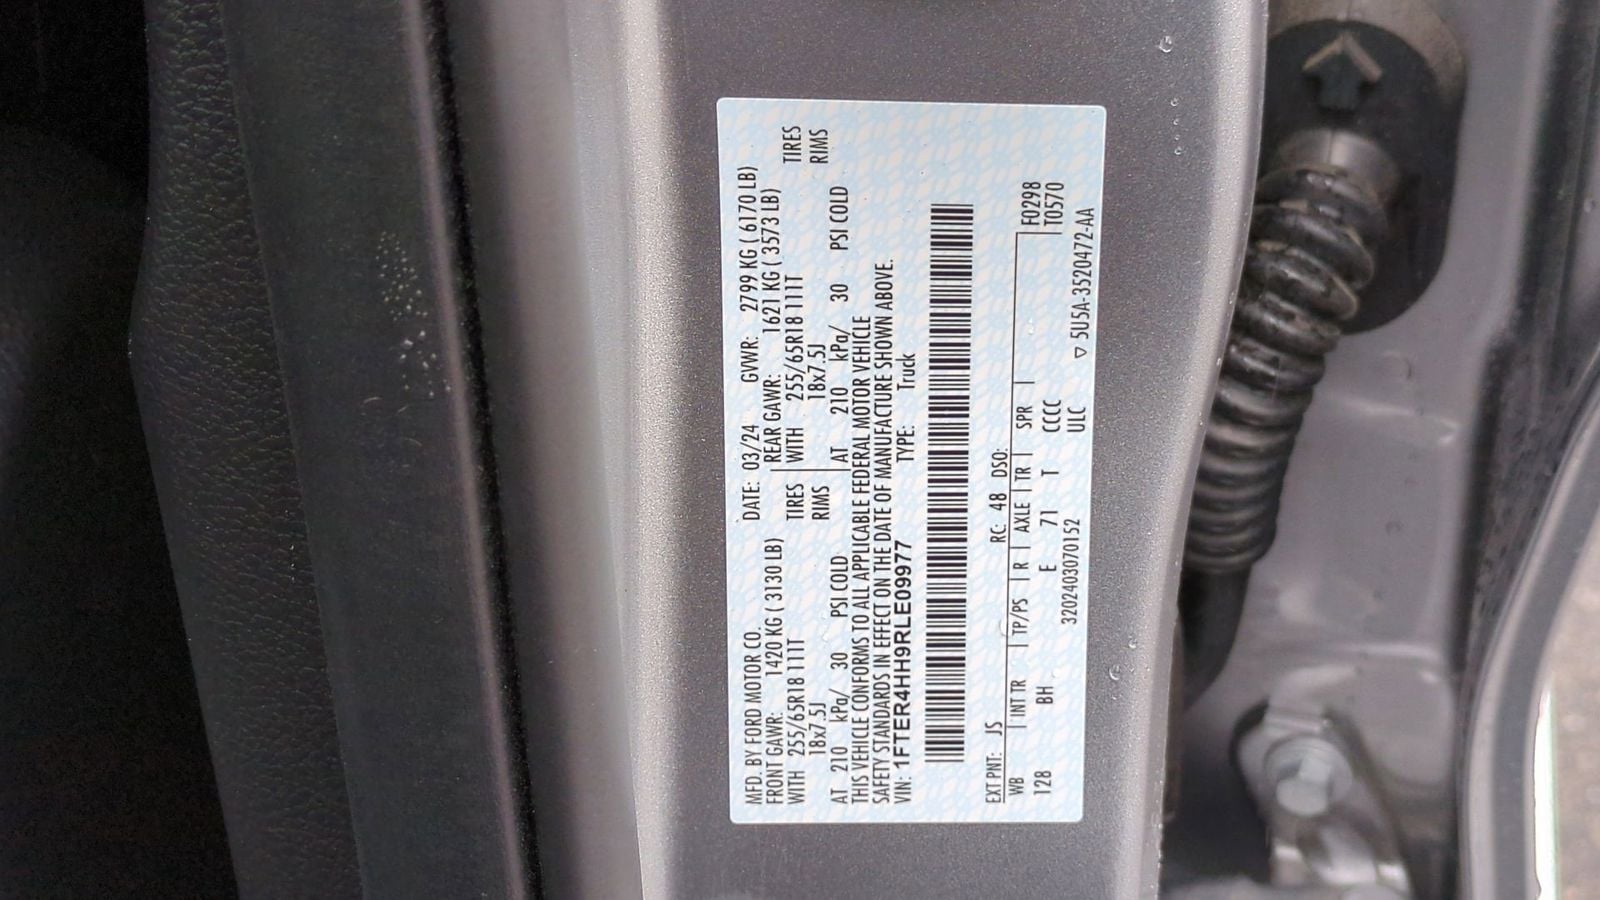 MFD. BY FORD MOTOR CO. DATE: 03/24 GVWR: 2799 KG ( 6170 LB)
FRONT GAWR: 1420 KG ( 3130 LB) REAR GAWR: 1621 KG ( 3573 LB)
WITH 255/65R18 111T TIRES WITH 255/65R18 111T TIRES
18x7.5J RIMS 18x7.5J RIMS
AT 210 kPa/ 30 PSI COLD AT 210 kPa/ 30 PSI COLD
THIS VEHICLE CONFORMS TO ALL APPLICABLE FEDERAL MOTOR VEHICLE
SAFETY STANDARDS IN EFFECT ON THE DATE OF MANUFACTURE SHOWN ABOVE.
VIN: 1FTER4HH9RLE09977 TYPE: Truck
EXT PNT: JS RC: 48 DSO:
WB INT TR TP/PS R AXLE TR SPR F0298
128 BH E 71 T CCCC T0570
3202403070152 ULC ▽ 5U5A-3520472-AA